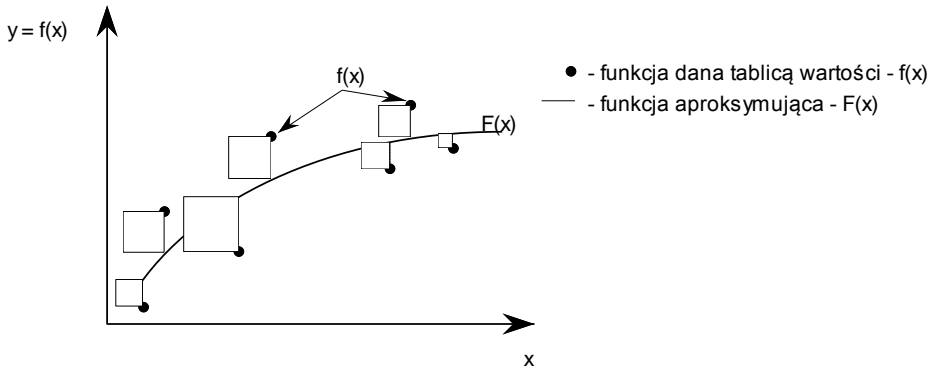 y = f(x)
f(x)
- funkcja dana tablicą wartości - f(x)
- funkcja aproksymująca - F(x)
F(x)
x